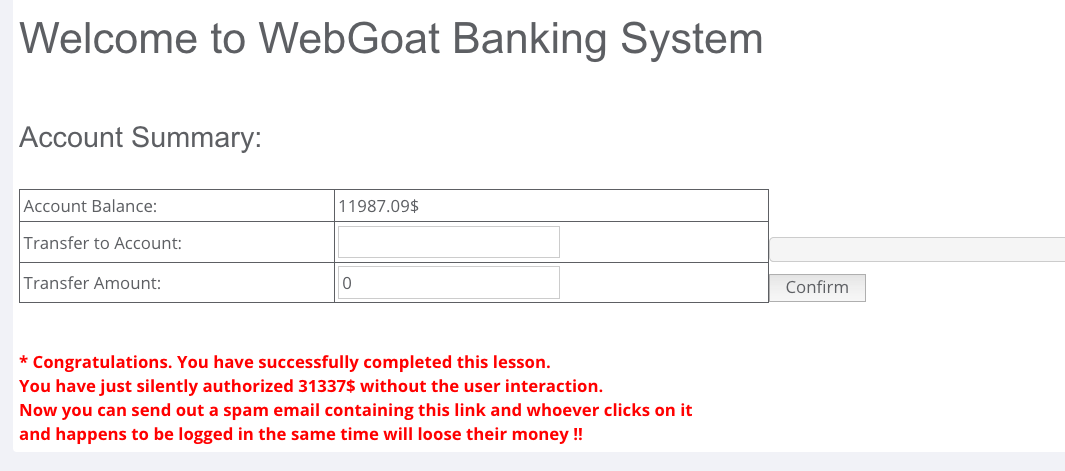 Welcome to WebGoat Banking System
Account Summary:
Account Balance: 11987.09$
Transfer to Account:
Transfer Amount: 0
Confirm
* Congratulations. You have successfully completed this lesson.
You have just silently authorized 31337$ without the user interaction.
Now you can send out a spam email containing this link and whoever clicks on it
and happens to be logged in the same time will loose their money !!